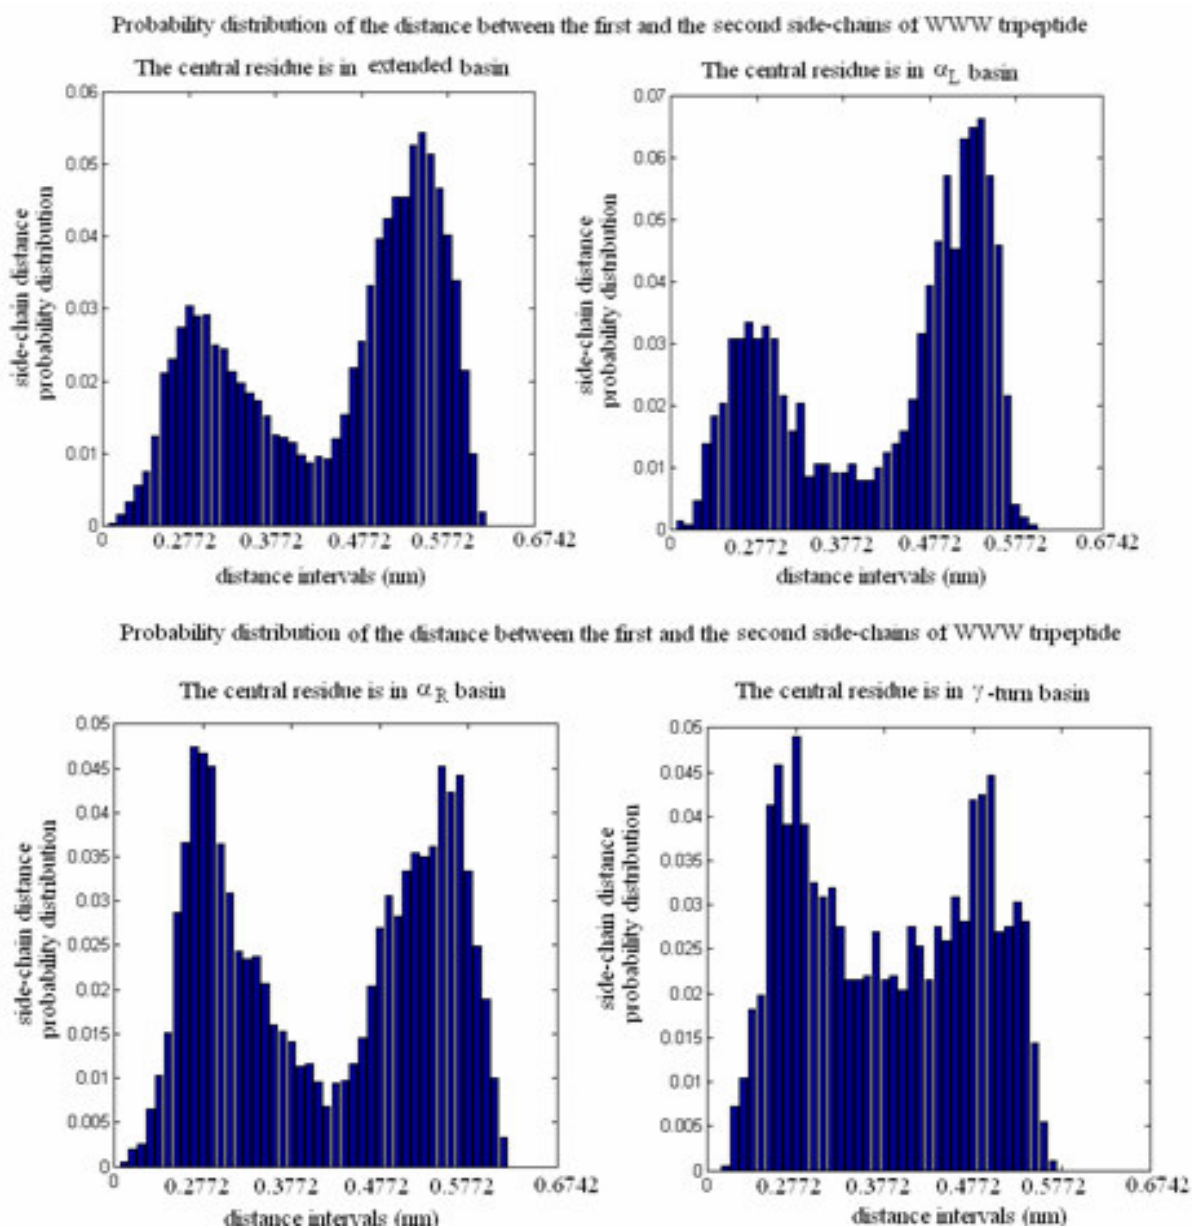 Probability distribution of the distance between the first and the second side-chains of WWW tripeptide
The central residue is in extended basin
0.06
0.05
0.04
0.03
0.02
0.01
0
side-chain distance
probability distribution
0 0.2772 0.3772 0.4772 0.5772 0.6742
distance intervals (nm)
The central residue is in αL basin
0.07
0.06
0.05
0.04
0.03
0.02
0.01
0
side-chain distance
probability distribution
0 0.2772 0.3772 0.4772 0.5772 0.6742
distance intervals (nm)
Probability distribution of the distance between the first and the second side-chains of WWW tripeptide
The central residue is in αR basin
0.05
0.045
0.04
0.035
0.03
0.025
0.02
0.015
0.01
0.005
0
side-chain distance
probability distribution
0 0.2772 0.3772 0.4772 0.5772 0.6742
distance intervals (nm)
The central residue is in γ-turn basin
0.05
0.045
0.04
0.035
0.03
0.025
0.02
0.015
0.01
0.005
0
side-chain distance
probability distribution
0 0.2772 0.3772 0.4772 0.5772 0.6742
distance intervals (nm)